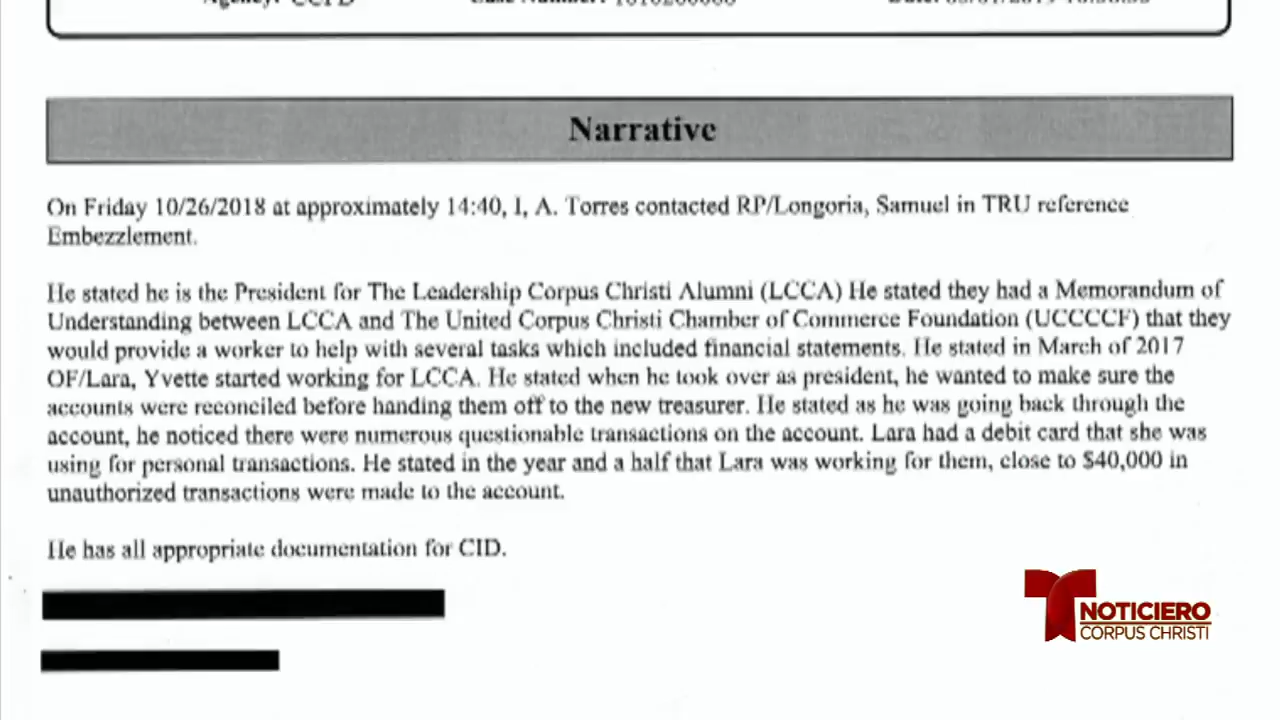 Narrative
On Friday 10/26/2018 at approximately 14:40, I, A. Torres contacted RP/Longoria, Samuel in TRU reference
Embezzlement.
He stated he is the President for The Leadership Corpus Christi Alumni (LCCA) He stated they had a Memorandum of
Understanding between LCCA and The United Corpus Christi Chamber of Commerce Foundation (UCCCCF) that they
would provide a worker to help with several tasks which included financial statements. He stated in March of 2017
OF/Lara, Yvette started working for LCCA. He stated when he took over as president, he wanted to make sure the
accounts were reconciled before handing them off to the new treasurer. He stated as he was going back through the
account, he noticed there were numerous questionable transactions on the account. Lara had a debit card that she was
using for personal transactions. He stated in the year and a half that Lara was working for them, close to $40,000 in
unauthorized transactions were made to the account.
He has all appropriate documentation for CID.
NOTICIERO
CORPUS CHRISTI